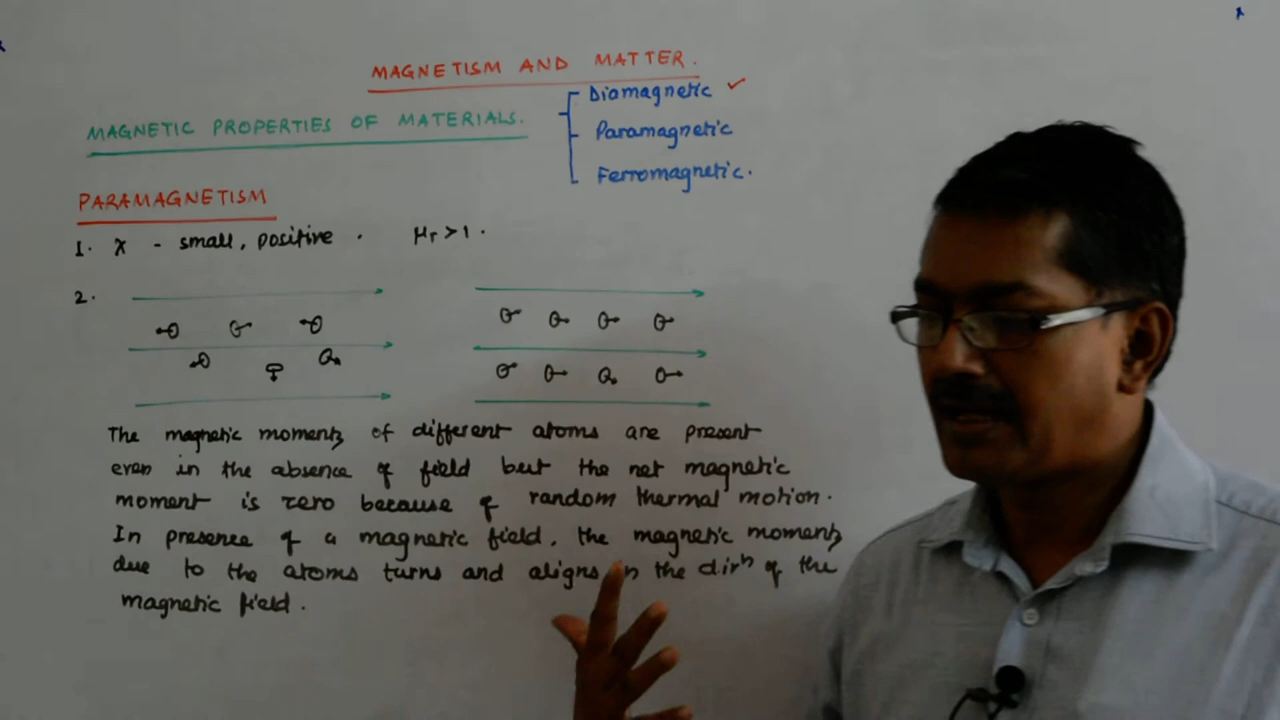 MAGNETISM AND MATTER.
MAGNETIC PROPERTIES OF MATERIALS.
Diamagnetic ✓
Paramagnetic
Ferromagnetic.
PARAMAGNETISM
1. χ - small, positive . μr > 1 .
2.
The magnetic moments of different atoms are present
even in the absence of field but the net magnetic
moment is zero because of random thermal motion.
In presence of a magnetic field, the magnetic moments
due to the atoms turns and aligns in the dirⁿ of the
magnetic field .